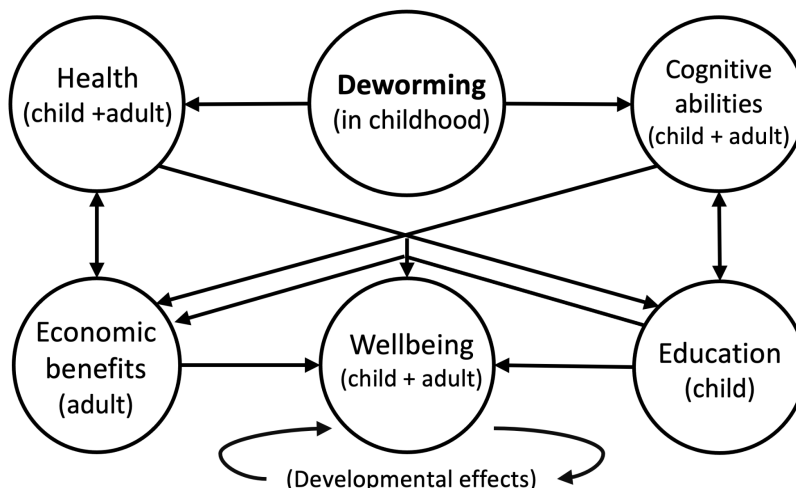 Health
(child +adult)
Deworming
(in childhood)
Cognitive
abilities
(child + adult)
Economic
benefits
(adult)
Wellbeing
(child + adult)
Education
(child)
(Developmental effects)